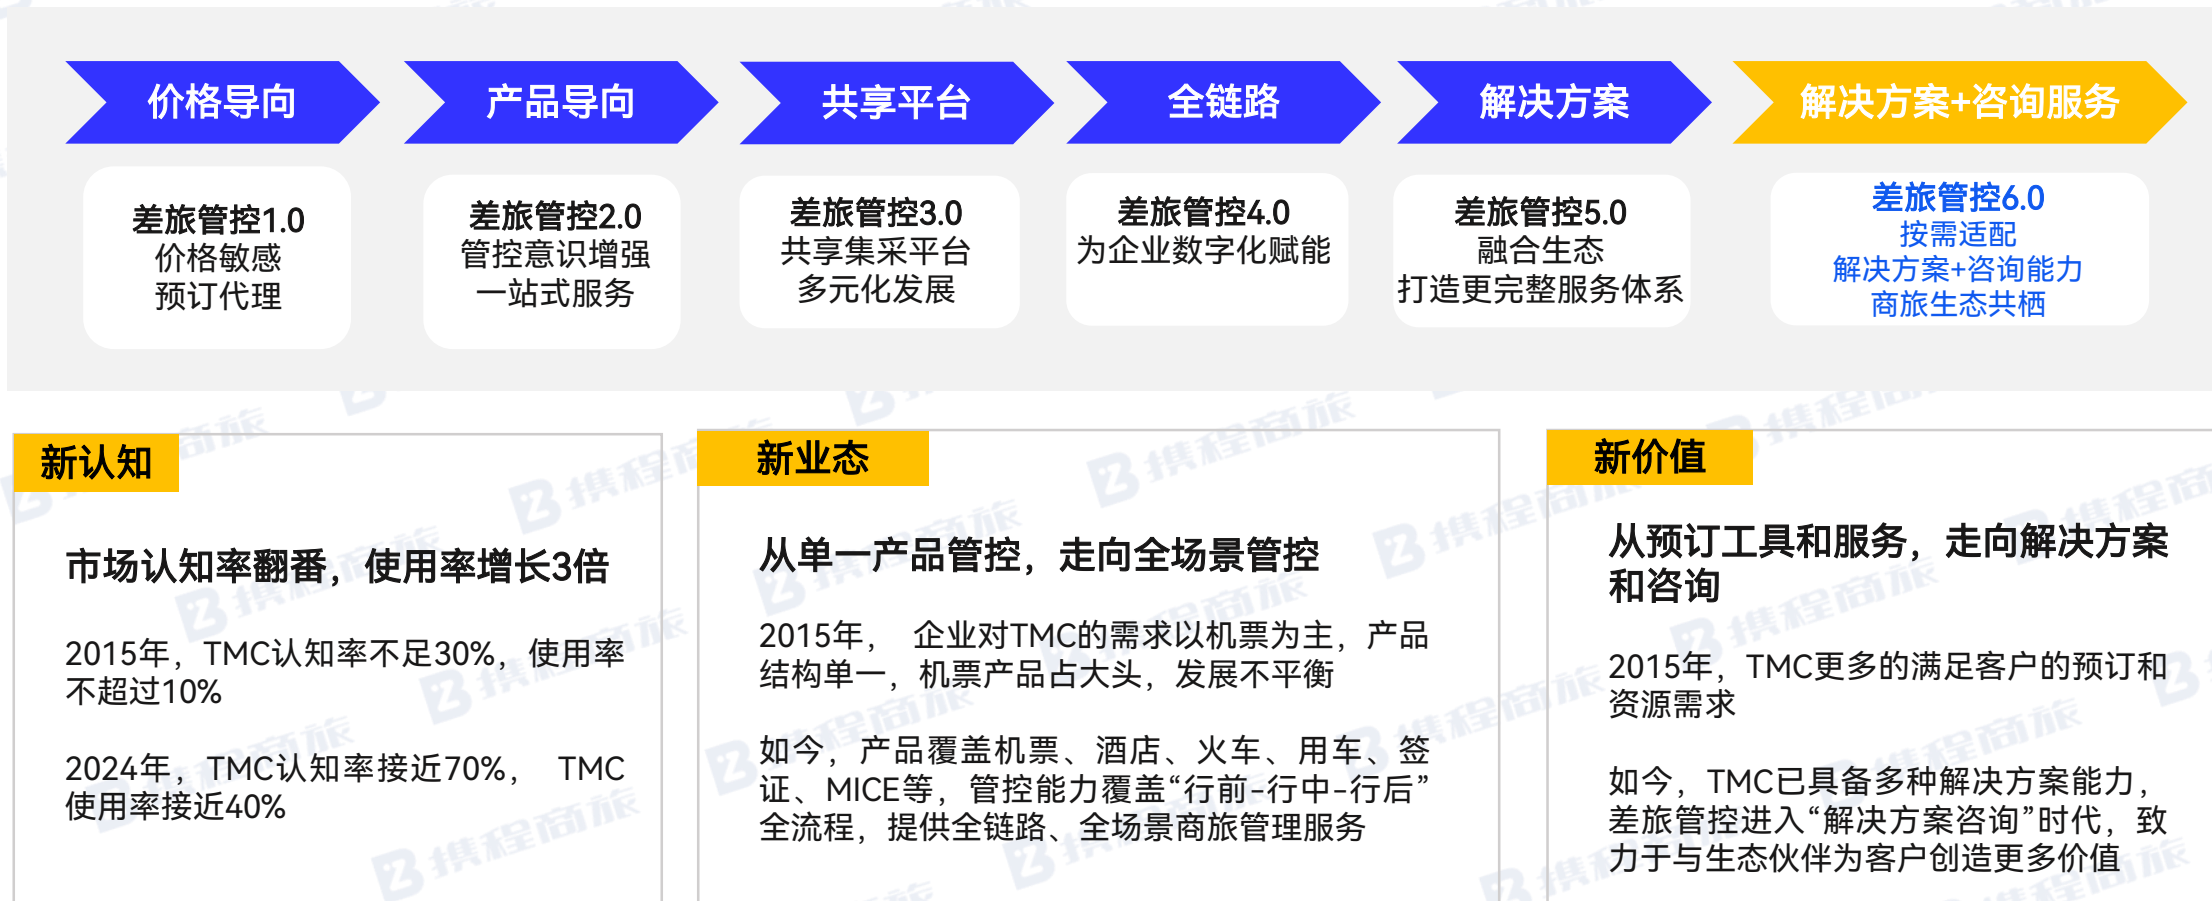 价格导向
产品导向
共享平台
全链路
解决方案
解决方案+咨询服务
差旅管控1.0
价格敏感
预订代理
差旅管控2.0
管控意识增强
一站式服务
差旅管控3.0
共享集采平台
多元化发展
差旅管控4.0
为企业数字化赋能
差旅管控5.0
融合生态
打造更完整服务体系
差旅管控6.0
按需适配
解决方案+咨询能力
商旅生态共栖
新认知
市场认知率翻番，使用率增长3倍
2015年，TMC认知率不足30%，使用率
不超过10%
2024年，TMC认知率接近70%， TMC
使用率接近40%
新业态
从单一产品管控，走向全场景管控
2015年， 企业对TMC的需求以机票为主，产品
结构单一，机票产品占大头，发展不平衡
如今，产品覆盖机票、酒店、火车、用车、签
证、MICE等，管控能力覆盖“行前-行中-行后”
全流程，提供全链路、全场景商旅管理服务
新价值
从预订工具和服务，走向解决方案
和咨询
2015年，TMC更多的满足客户的预订和
资源需求
如今，TMC已具备多种解决方案能力，
差旅管控进入“解决方案咨询”时代，致
力于与生态伙伴为客户创造更多价值
携程商旅